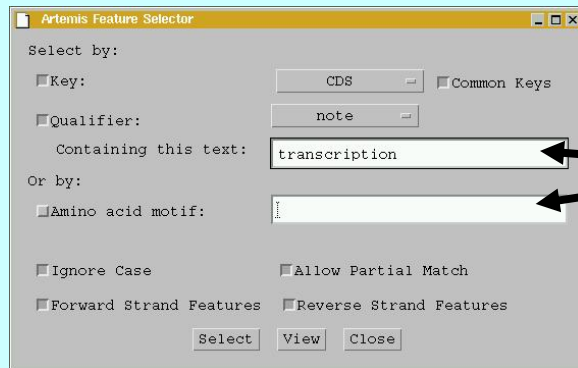 Artemis Feature Selector
Select by:
Key: CDS Common Keys
Qualifier: note
Containing this text: transcription
Or by:
Amino acid motif:
Ignore Case Allow Partial Match
Forward Strand Features Reverse Strand Features
Select View Close